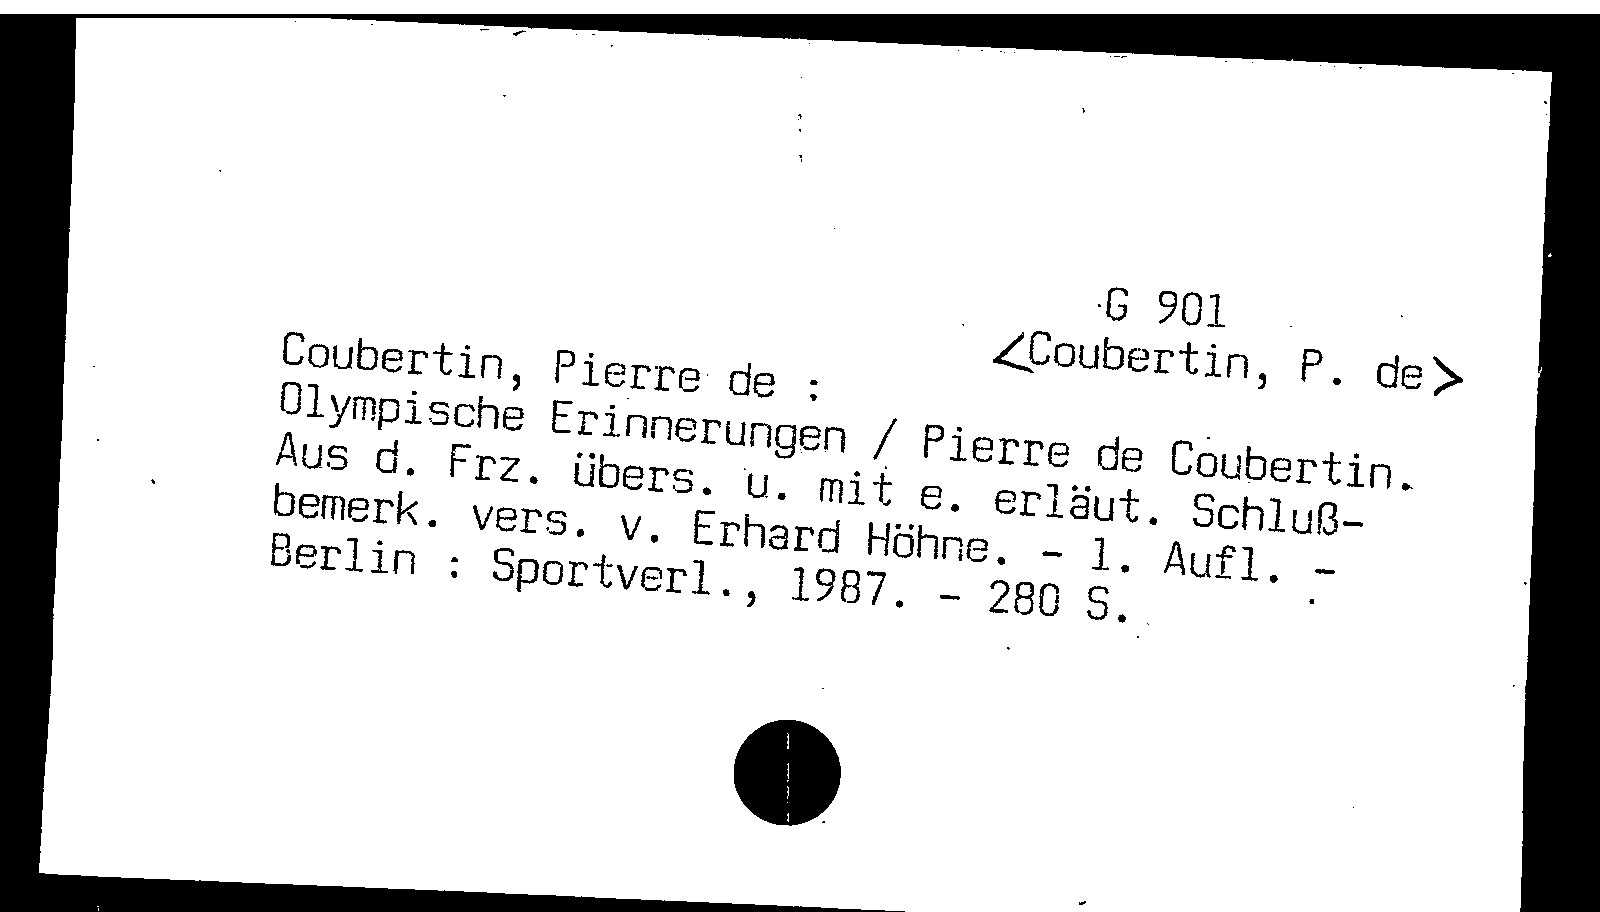 G 901
<Coubertin, P. de>
Coubertin, Pierre de :
Olympische Erinnerungen / Pierre de Coubertin.
Aus d. Frz. übers. u. mit e. erläut. Schluß-
bemerk. vers. v. Erhard Höhne. - 1. Aufl. -
Berlin : Sportverl., 1987. - 280 S.